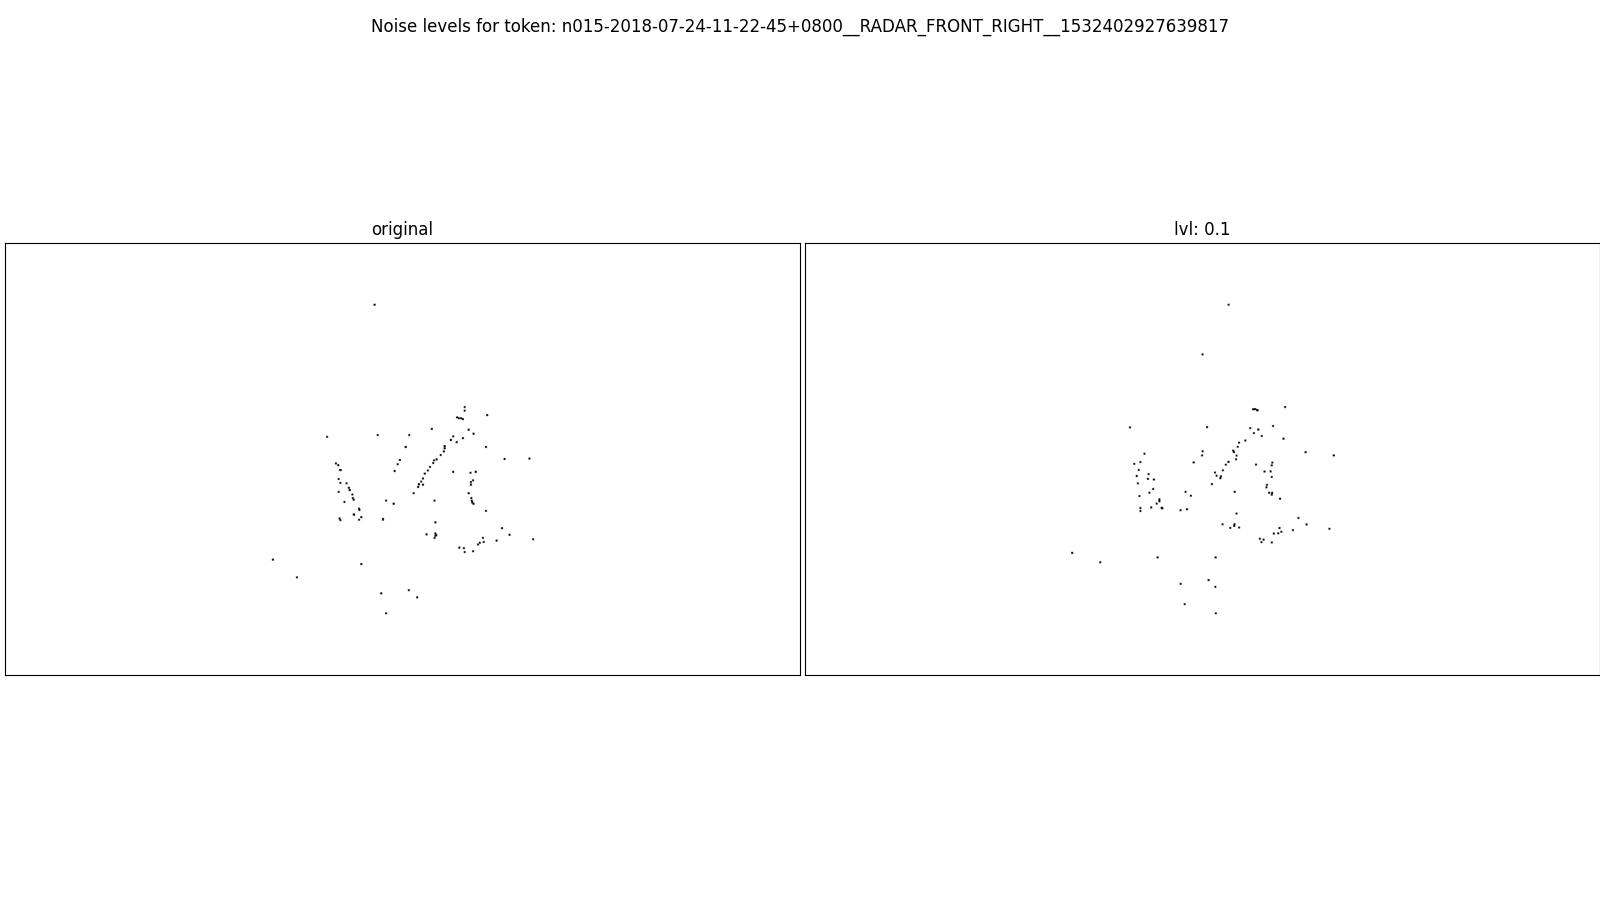 Noise levels for token: n015-2018-07-24-11-22-45+0800__RADAR_FRONT_RIGHT__1532402927639817
original
lvl: 0.1